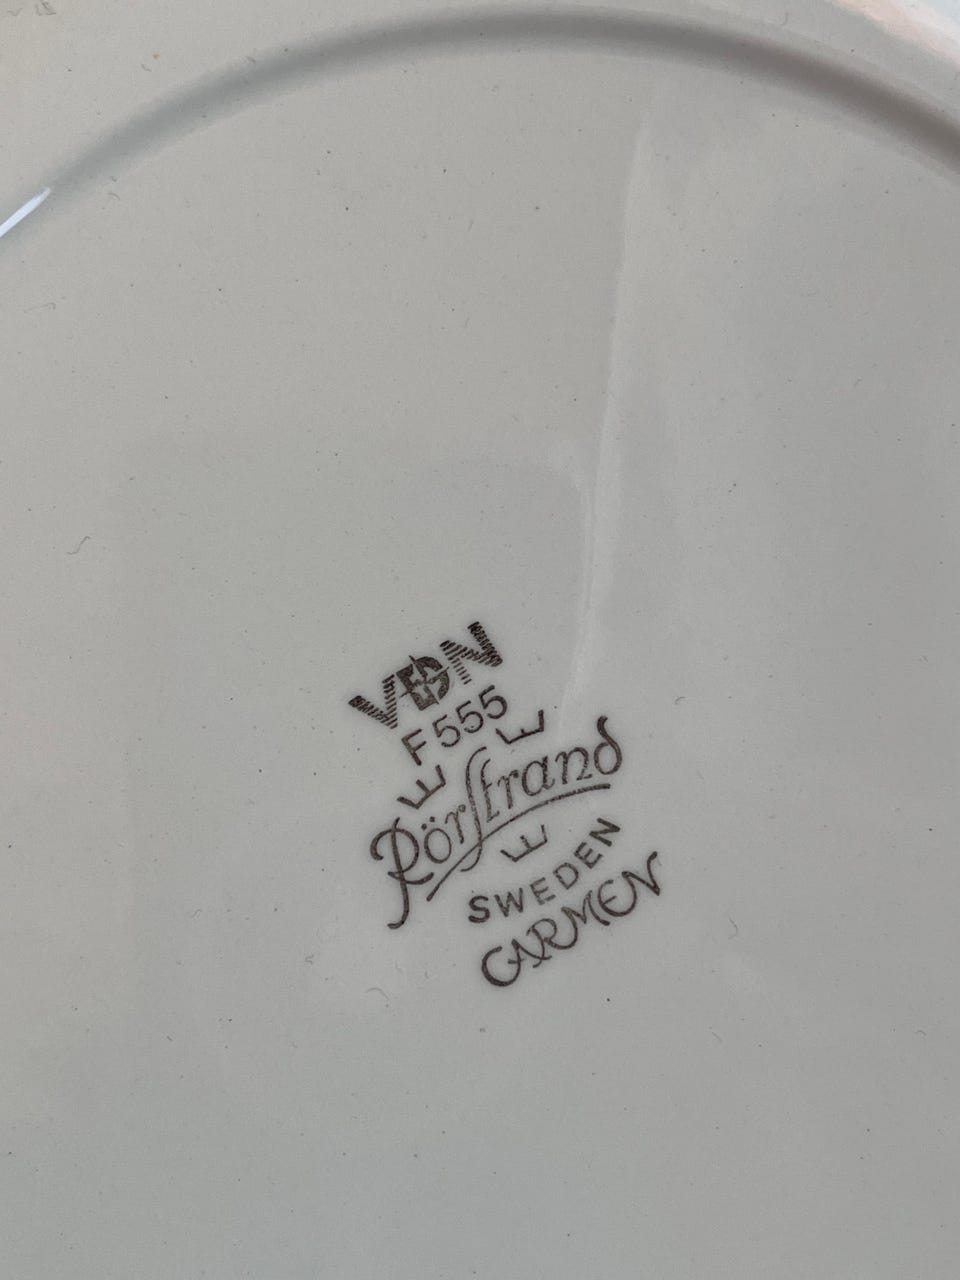 VDN
F555
Rörstrand
SWEDEN
CARMEN